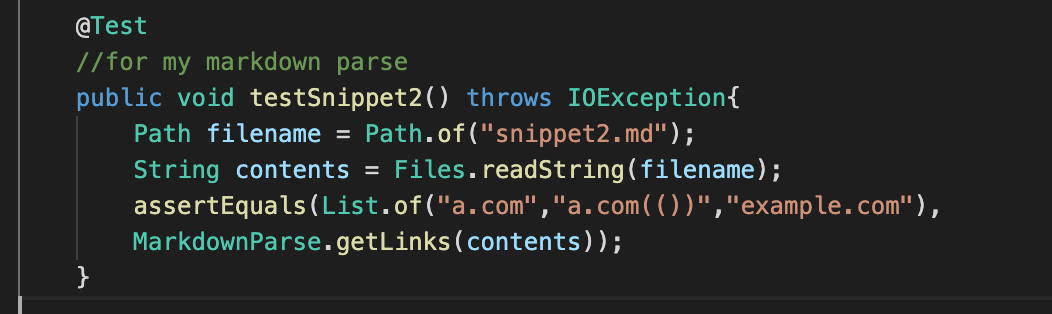 @Test
//for my markdown parse
public void testSnippet2() throws IOException{
Path filename = Path.of("snippet2.md");
String contents = Files.readString(filename);
assertEquals(List.of("a.com","a.com(())","example.com"),
MarkdownParse.getLinks(contents));
}